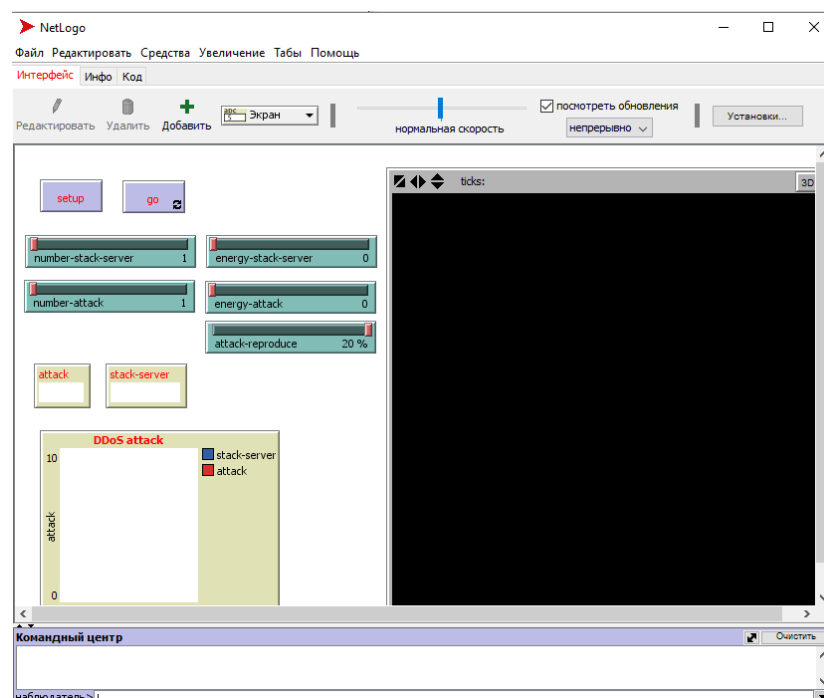 NetLogo
Файл Редактировать Средства Увеличение Табы Помощь
Интерфейс Инфо Код
Редактировать Удалить Добавить
Экран
нормальная скорость
посмотреть обновления
непрерывно
Установки...
setup
go
ticks:
3D
number-stack-server 1
energy-stack-server 0
number-attack 1
energy-attack 0
attack-reproduce 20 %
attack
stack-server
DDoS attack
10
attack
0
stack-server
attack
Командный центр
Очистить
наблюдатель>